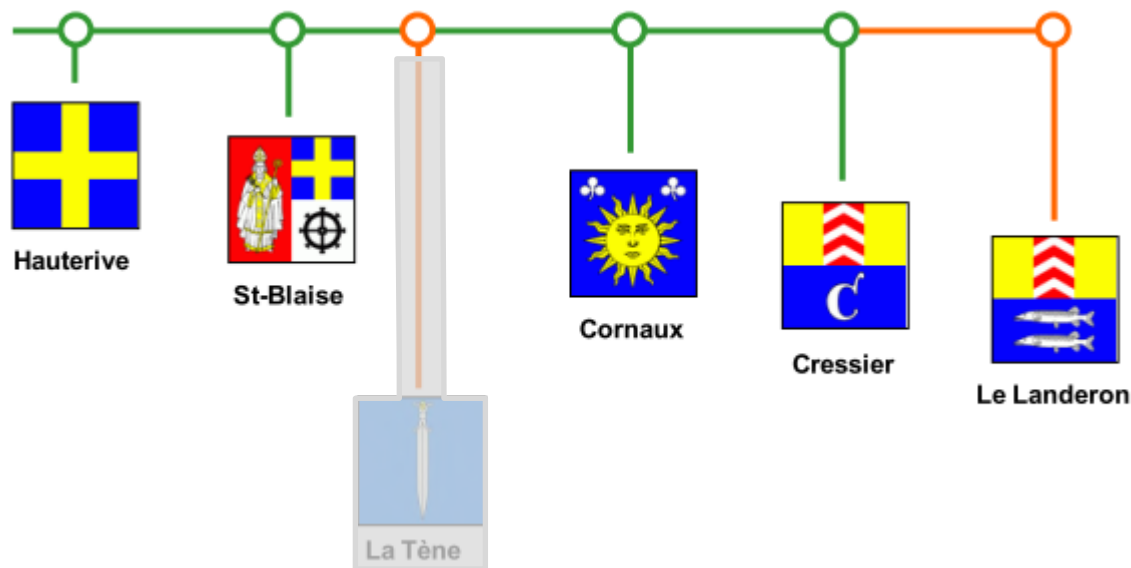 Hauterive
St-Blaise
La Tène
Cornaux
C
Cressier
Le Landeron